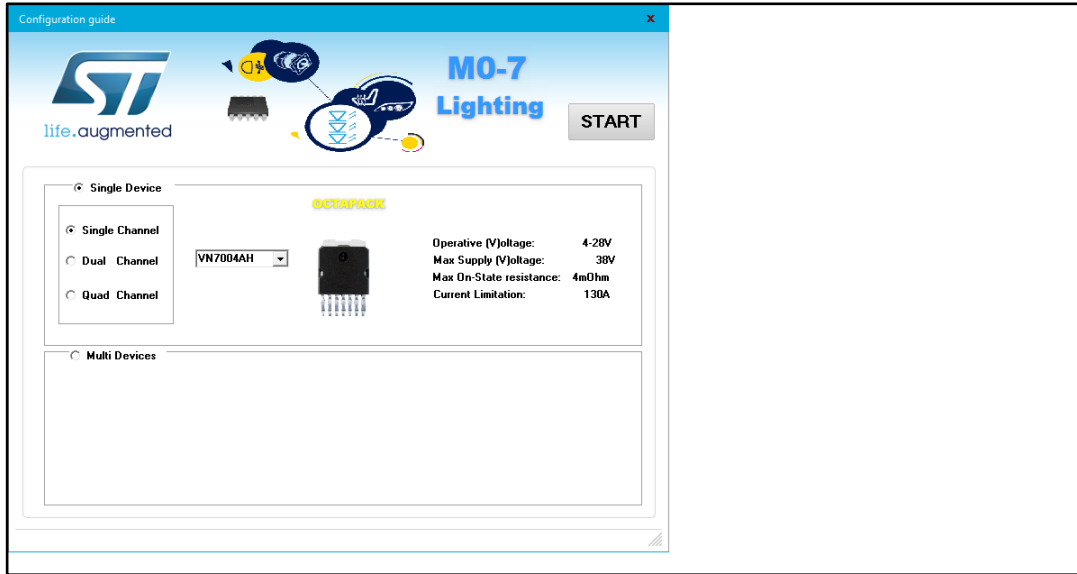 Configuration guide
x
ST
life.augmented
M0-7
Lighting
START
Single Device
OCTAPACK
Single Channel
Dual Channel
Quad Channel
VN7004AH
Operative (V)oltage: 4-28V
Max Supply (V)oltage: 38V
Max On-State resistance: 4mOhm
Current Limitation: 130A
Multi Devices